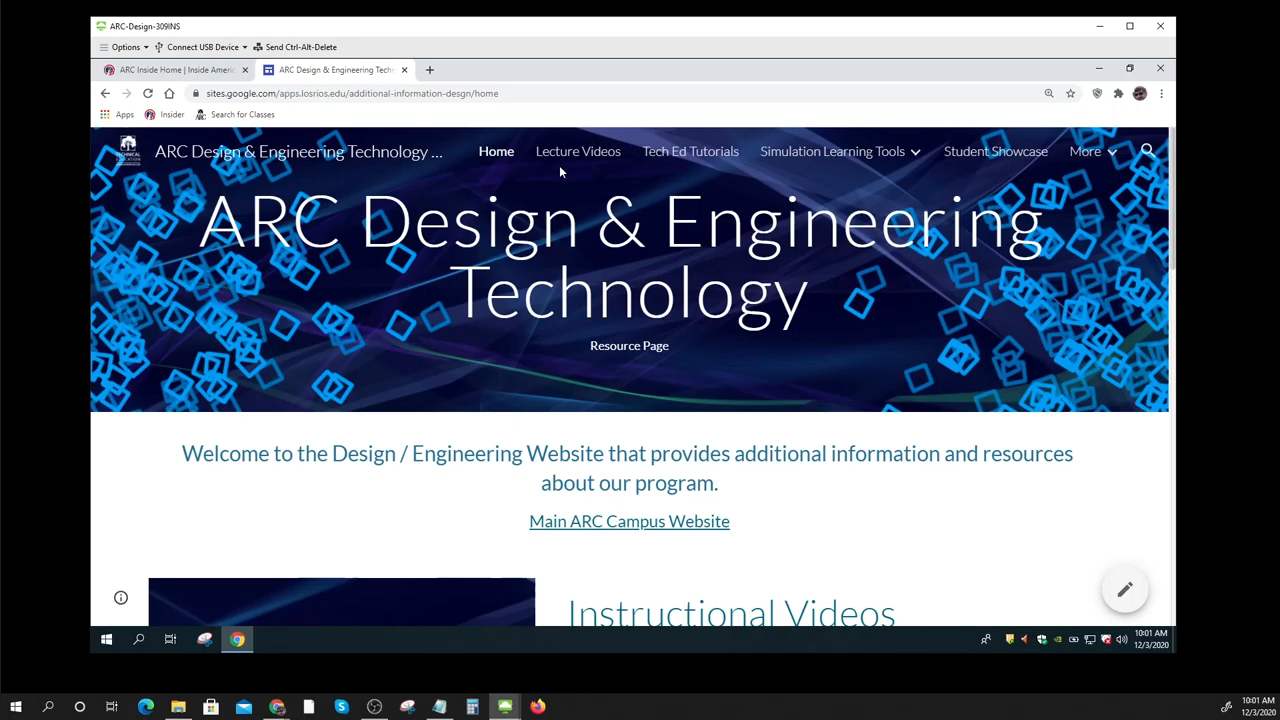 ARC-Design-309INS
Options
Connect USB Device
Send Ctrl-Alt-Delete
ARC Inside Home | Inside Americ
ARC Design & Engineering Techn
sites.google.com/apps.losrios.edu/additional-information-desgn/home
Apps
Insider
Search for Classes
TECHNICAL
EDUCATION
ARC Design & Engineering Technology ...
Home
Lecture Videos
Tech Ed Tutorials
Simulation Learning Tools
Student Showcase
More
ARC Design & Engineering
Technology
Resource Page
Welcome to the Design / Engineering Website that provides additional information and resources
about our program.
Main ARC Campus Website
Instructional Videos
10:01 AM
12/3/2020
10:01 AM
12/3/2020